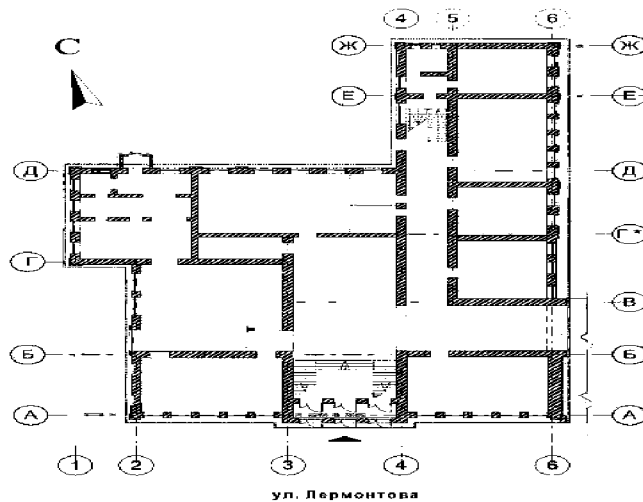 4 5 6
С Ж Ж
Е Е
Д Д
Г*
Г
В
Б Б
А А
1 2 3 4 6
ул. Лермонтова